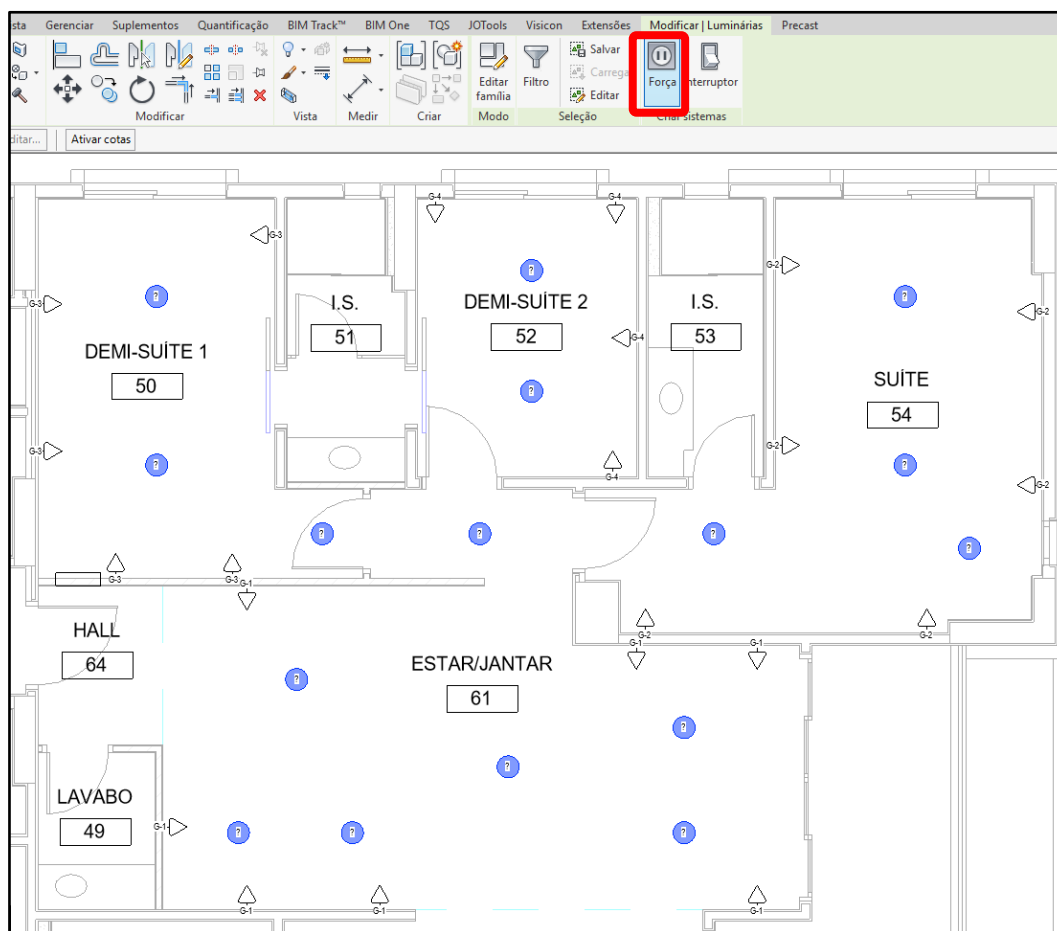 sta Gerenciar Suplementos Quantificação BIM Track™ BIM One TQS JOTools Visicon Extensões Modificar | Luminárias Precast
Salvar
Carrega
Editar
Editar família
Filtro
Força
nterruptor
Modificar Vista Medir Criar Modo Seleção Criar sistemas
ditar... Ativar cotas
G-4 G-4
G-3
G-2
?
? ? ?
G-3 I.S. DEMI-SUÍTE 2 I.S. G-2
51 52 53
G-4
DEMI-SUÍTE 1
50
SUÍTE
54
?
G-3 G-2
? ?
G-4 G-2
? ? ? ?
G-3 G-3 G-1
HALL G-2 G-2
64 G-1 G-1
ESTAR/JANTAR
61
?
?
?
LAVABO
49 G-1 ? ? ?
G-1 G-1 G-1